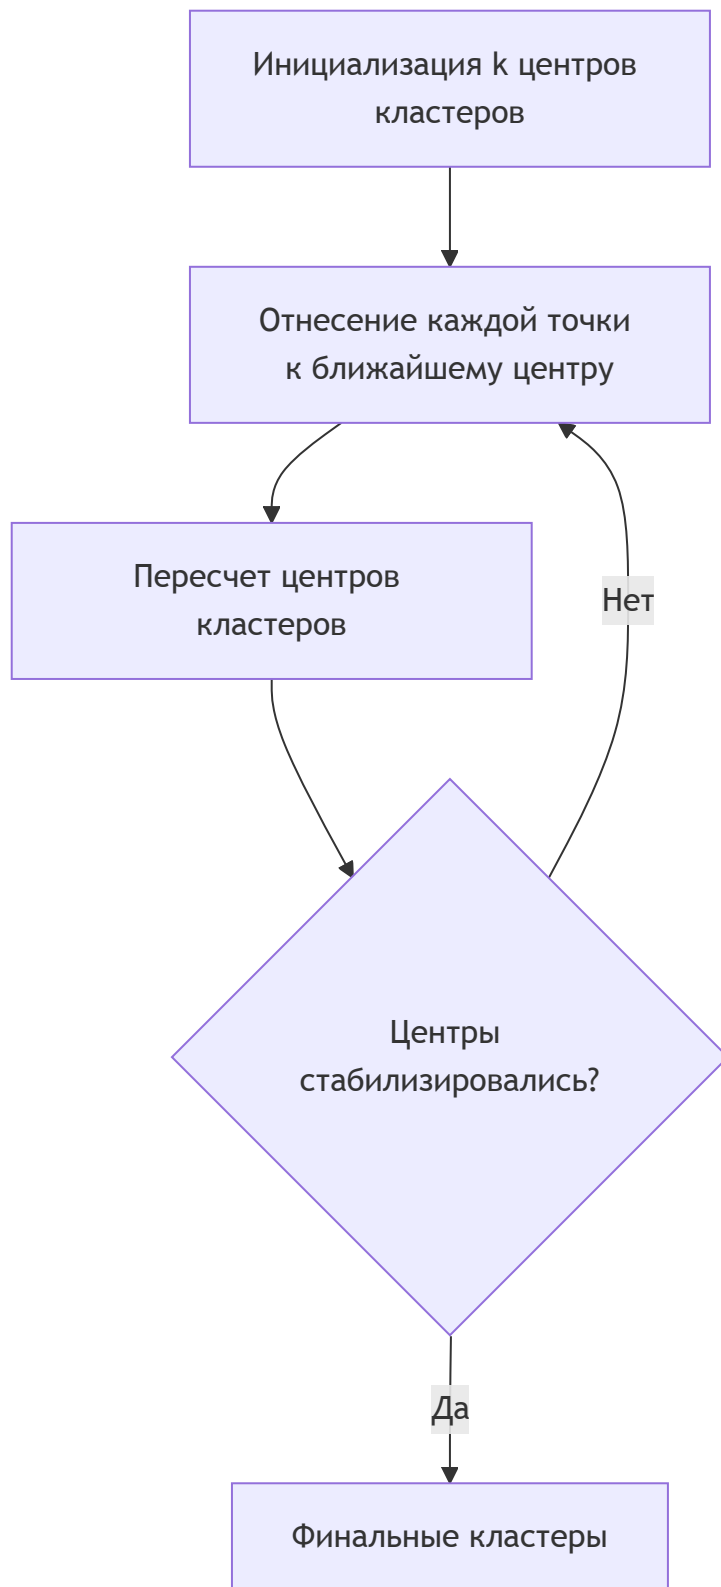 Инициализация k центров
кластеров
Отнесение каждой точки
к ближайшему центру
Пересчет центров
кластеров
Нет
Центры
стабилизировались?
Да
Финальные кластеры